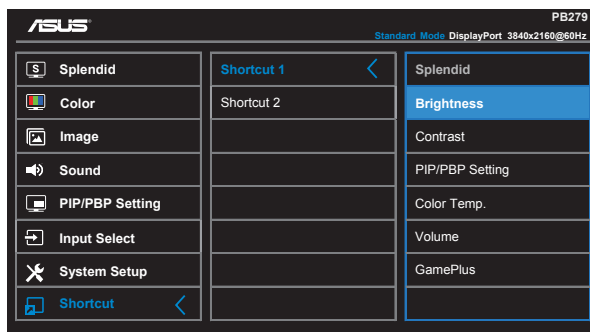 ASUS
PB279
Standard Mode DisplayPort 3840x2160@60Hz
S Splendid
Color
Image
Sound
PIP/PBP Setting
Input Select
System Setup
Shortcut
Shortcut 1
Shortcut 2
Splendid
Brightness
Contrast
PIP/PBP Setting
Color Temp.
Volume
GamePlus